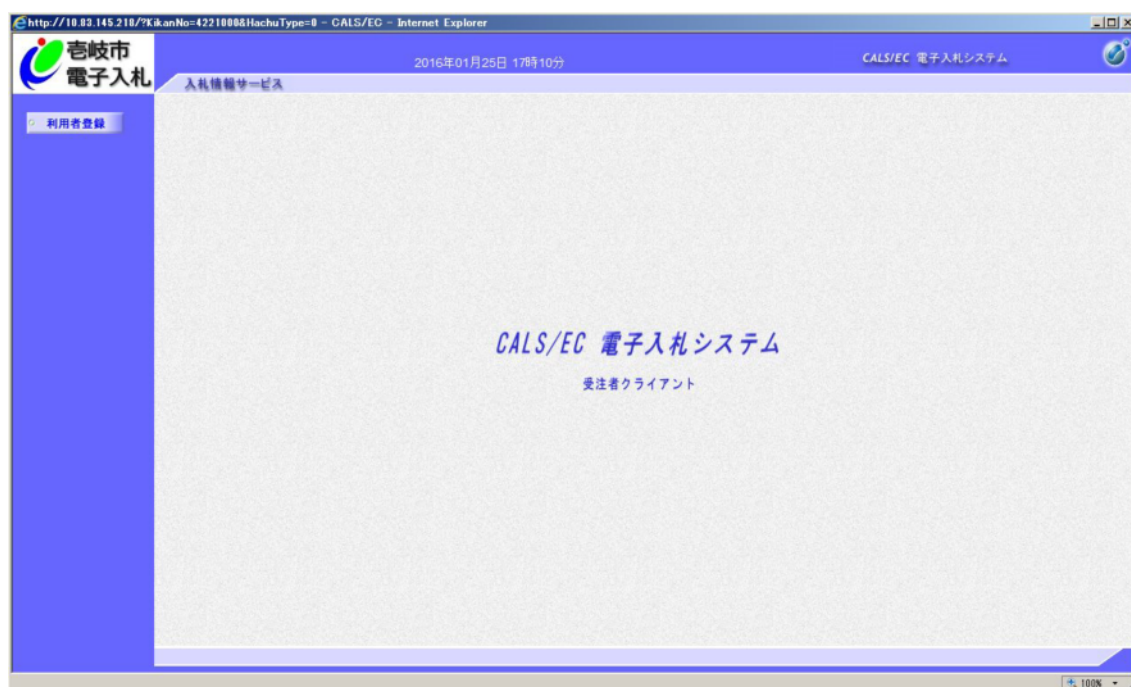 http://10.83.145.218/?KikanNo=4221000&HachuType=0 - CALS/EC - Internet Explorer
壱岐市
電子入札
2016年01月25日 17時10分
CALS/EC 電子入札システム
入札情報サービス
利用者登録
CALS/EC 電子入札システム
受注者クライアント
100%